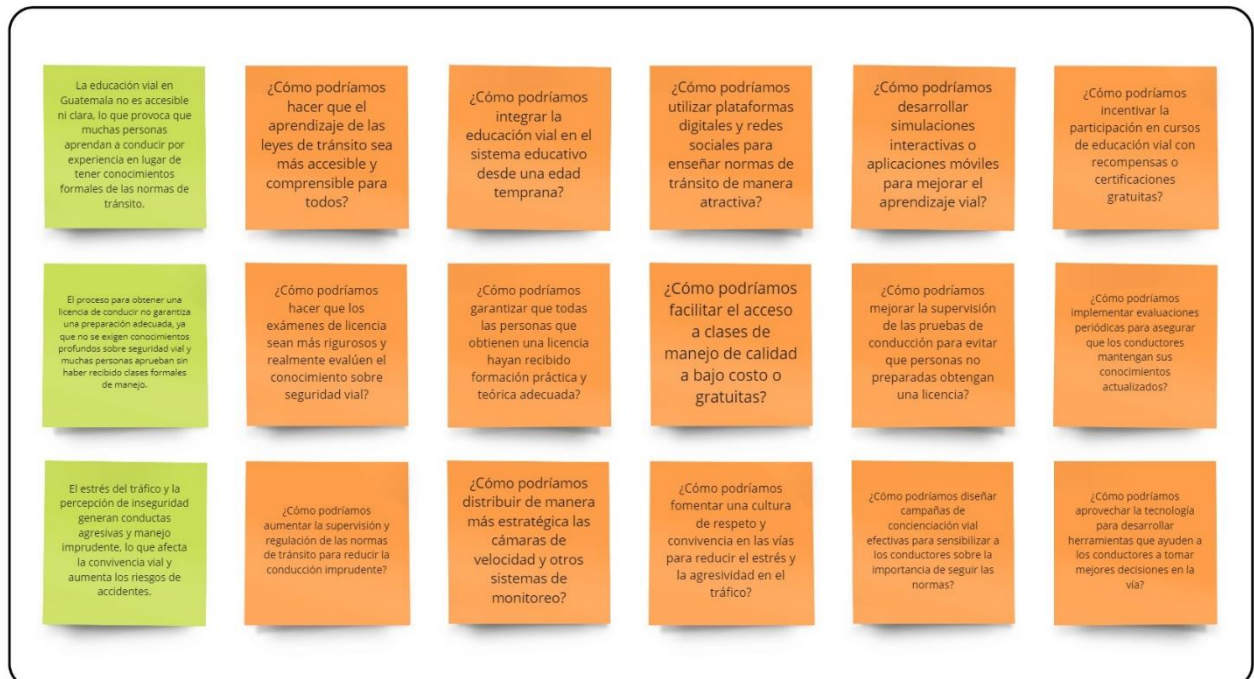 La educación vial en
Guatemala no es accesible
ni clara, lo que provoca que
muchas personas
aprendan a conducir por
experiencia en lugar de
tener conocimientos
formales de las normas de
tránsito.
¿Cómo podríamos
hacer que el
aprendizaje de las
leyes de tránsito sea
más accesible y
comprensible para
todos?
¿Cómo podríamos
integrar la
educación vial en el
sistema educativo
desde una edad
temprana?
¿Cómo podríamos
utilizar plataformas
digitales y redes
sociales para
enseñar normas de
tránsito de manera
atractiva?
¿Cómo podríamos
desarrollar
simulaciones
interactivas o
aplicaciones móviles
para mejorar el
aprendizaje vial?
¿Cómo podríamos
incentivar la
participación en cursos
de educación vial con
recompensas o
certificaciones
gratuitas?
El proceso para obtener una
licencia de conducir no garantiza
una preparación adecuada, ya
que no se exigen conocimientos
profundos sobre seguridad vial y
muchas personas aprueban sin
haber recibido clases formales
de manejo.
¿Cómo podríamos
hacer que los
exámenes de licencia
sean más rigurosos y
realmente evalúen el
conocimiento sobre
seguridad vial?
¿Cómo podríamos
garantizar que todas
las personas que
obtienen una licencia
hayan recibido
formación práctica y
teórica adecuada?
¿Cómo podríamos
facilitar el acceso
a clases de
manejo de calidad
a bajo costo o
gratuitas?
¿Cómo podríamos
mejorar la supervisión
de las pruebas de
conducción para evitar
que personas no
preparadas obtengan
una licencia?
¿Cómo podríamos
implementar evaluaciones
periódicas para asegurar
que los conductores
mantengan sus
conocimientos
actualizados?
El estrés del tráfico y la
percepción de inseguridad
generan conductas
agresivas y manejo
imprudente, lo que afecta
la convivencia vial y
aumenta los riesgos de
accidentes.
¿Cómo podríamos
aumentar la supervisión y
regulación de las normas
de tránsito para reducir la
conducción imprudente?
¿Cómo podríamos
distribuir de manera
más estratégica las
cámaras de
velocidad y otros
sistemas de
monitoreo?
¿Cómo podríamos
fomentar una cultura
de respeto y
convivencia en las vías
para reducir el estrés y
la agresividad en el
tráfico?
¿Cómo podríamos diseñar
campañas de
concienciación vial
efectivas para sensibilizar a
los conductores sobre la
importancia de seguir las
normas?
¿Cómo podríamos
aprovechar la tecnología
para desarrollar
herramientas que ayuden a
los conductores a tomar
mejores decisiones en la
vía?